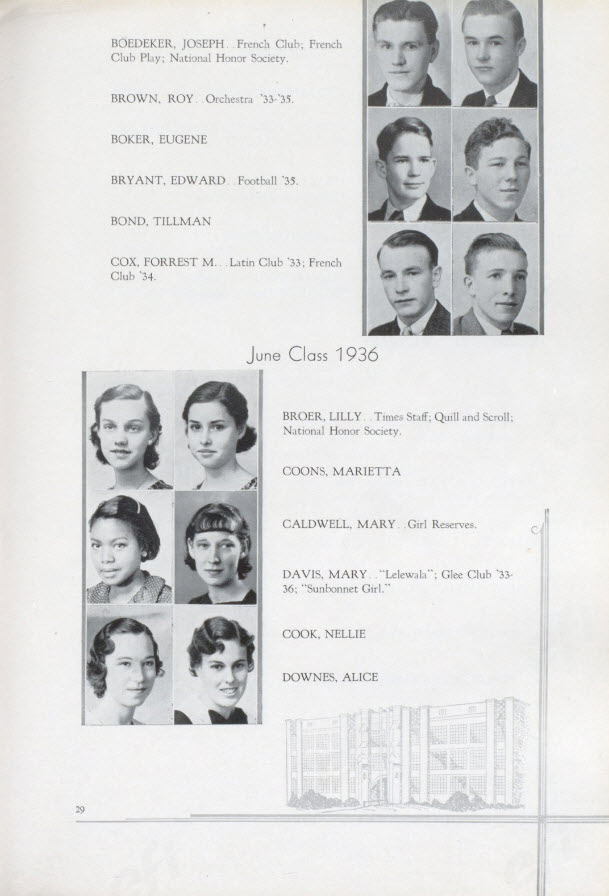 BOEDEKER, JOSEPH. . French Club; French
Club Play; National Honor Society.
BROWN, ROY. . Orchestra '33-'35.
BOKER, EUGENE
BRYANT, EDWARD. . Football '35.
BOND, TILLMAN
COX, FORREST M. . . Latin Club '33; French
Club '34.
June Class 1936
BROER, LILLY. . Times Staff; Quill and Scroll;
National Honor Society.
COONS, MARIETTA
CALDWELL, MARY. . Girl Reserves.
DAVIS, MARY. . "Lelewala"; Glee Club '33-
36; "Sunbonnet Girl."
COOK, NELLIE
DOWNES, ALICE
29